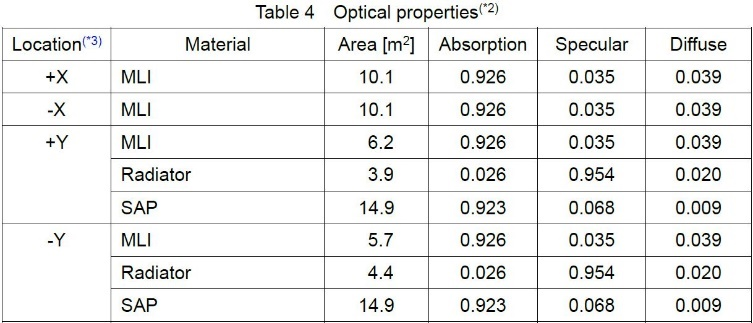 Table 4 Optical properties(*2)
Location(*3) Material Area [m2] Absorption Specular Diffuse
+X MLI 10.1 0.926 0.035 0.039
-X MLI 10.1 0.926 0.035 0.039
+Y MLI 6.2 0.926 0.035 0.039
Radiator 3.9 0.026 0.954 0.020
SAP 14.9 0.923 0.068 0.009
-Y MLI 5.7 0.926 0.035 0.039
Radiator 4.4 0.026 0.954 0.020
SAP 14.9 0.923 0.068 0.009